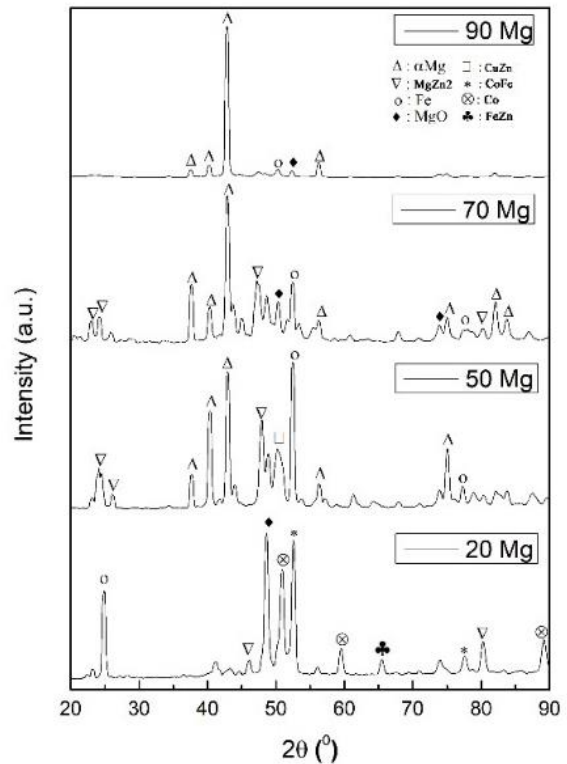 90 Mg
Δ : αMg □ : CuZn
∇ : MgZn2 * : CoFe
o : Fe ⊗ : Co
♦ : MgO ♣ : FeZn
Δ
Δ Δ o ♦ Δ
70 Mg
Δ
∇ ∇ Δ Δ ∇ ♦ o Δ ♦ Δ o ∇ Δ Δ
50 Mg
∇ ∇ Δ Δ Δ ∇ □ o Δ Δ o
20 Mg
o ∇ ♦ ⊗ * ⊗ ♣ * ∇ ⊗
Intensity (a.u.)
20 30 40 50 60 70 80 90
2θ (⁰)